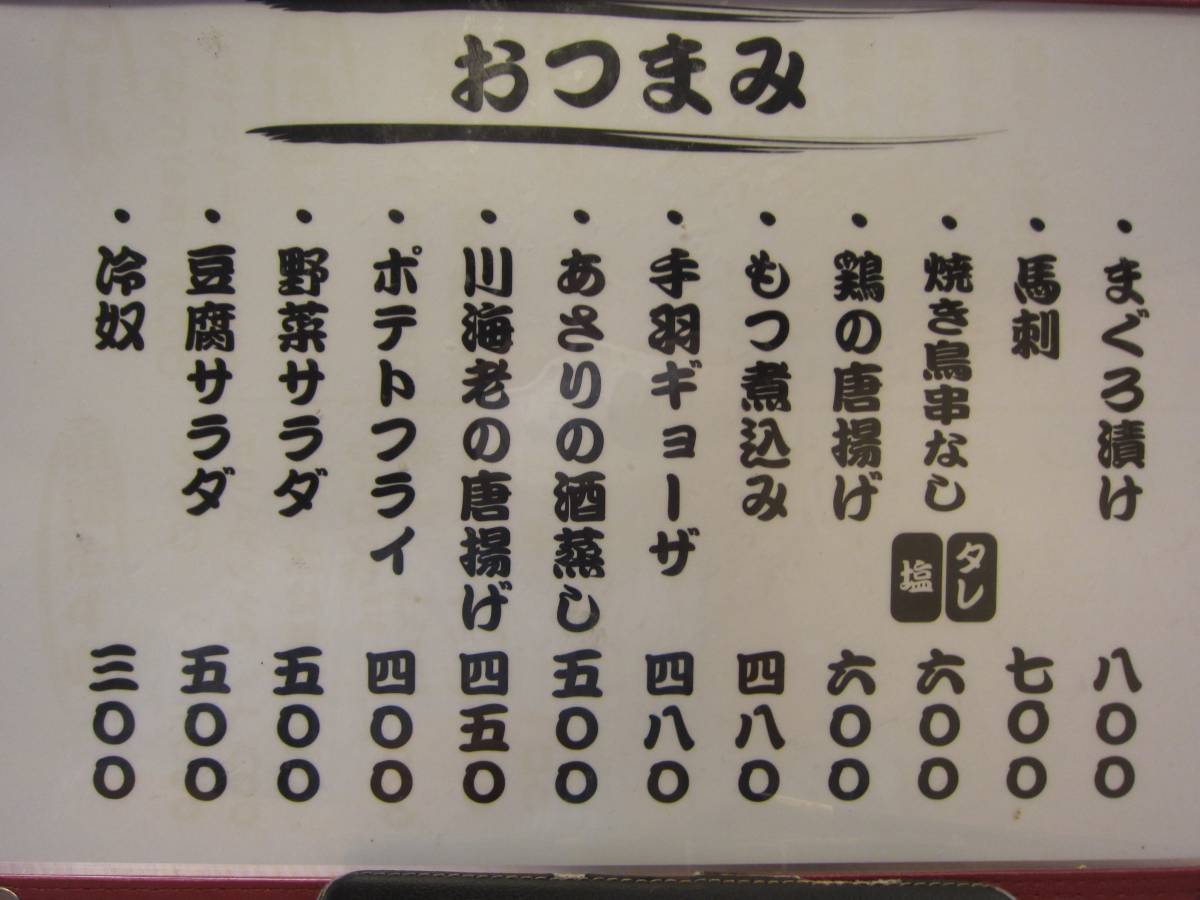 おつまみ
・まぐろ漬け 八〇〇
・馬刺 七〇〇
・焼き鳥串なし タレ 塩 六〇〇
・鶏の唐揚げ 六〇〇
・もつ煮込み 四八〇
・手羽ギョーザ 四八〇
・あさりの酒蒸し 五〇〇
・川海老の唐揚げ 四五〇
・ポテトフライ 四〇〇
・野菜サラダ 五〇〇
・豆腐サラダ 五〇〇
・冷奴 三〇〇